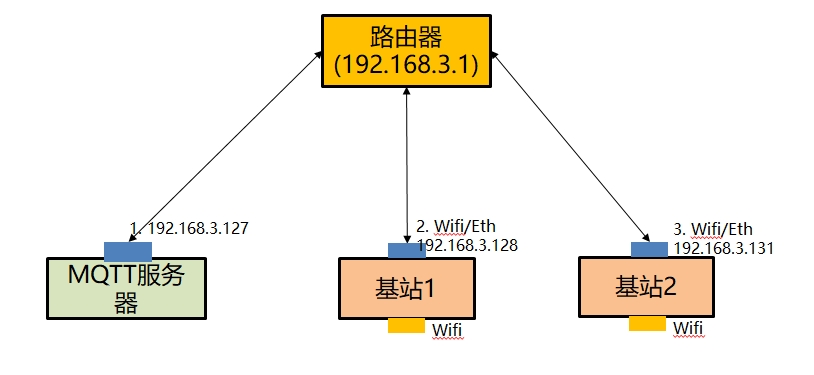 路由器
(192.168.3.1)
1. 192.168.3.127
2. Wifi/Eth
192.168.3.128
3. Wifi/Eth
192.168.3.131
MQTT服务
器
基站1
基站2
Wifi
Wifi